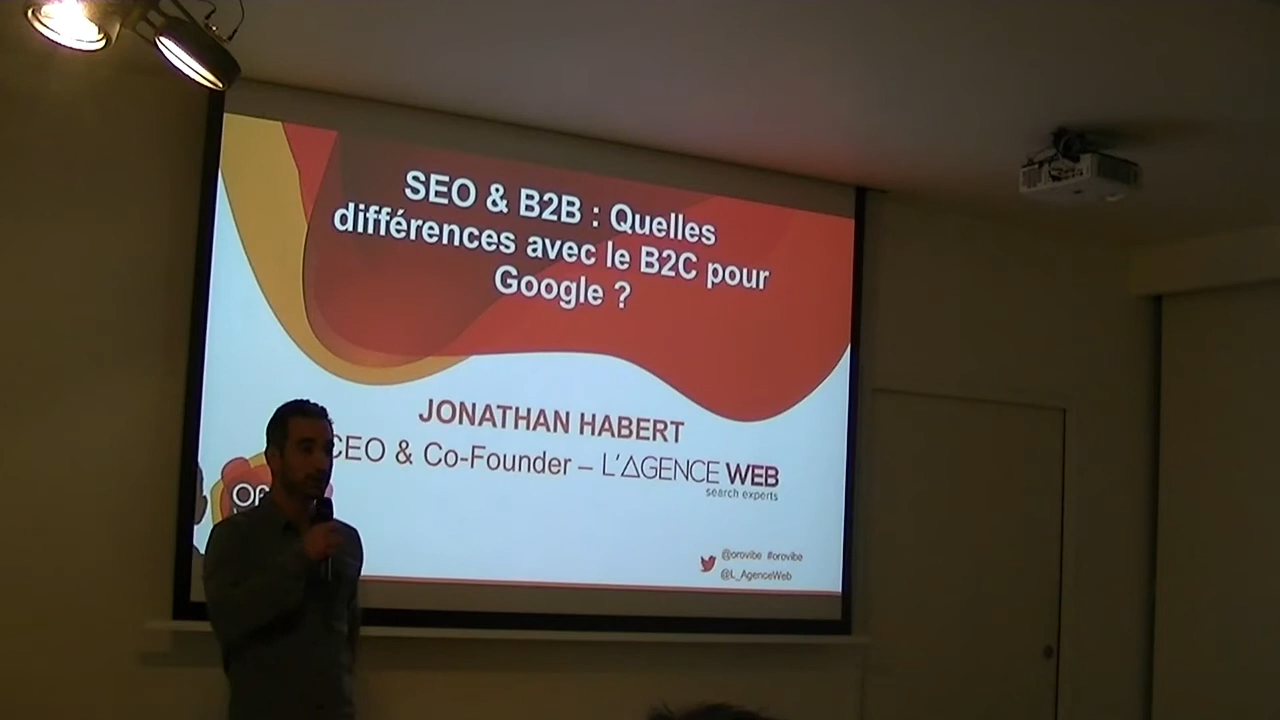 SEO & B2B : Quelles
différences avec le B2C pour
Google ?
JONATHAN HABERT
CEO & Co-Founder – L'AGENCE WEB
search experts
@orovibe #orovibe
@L_AgenceWeb